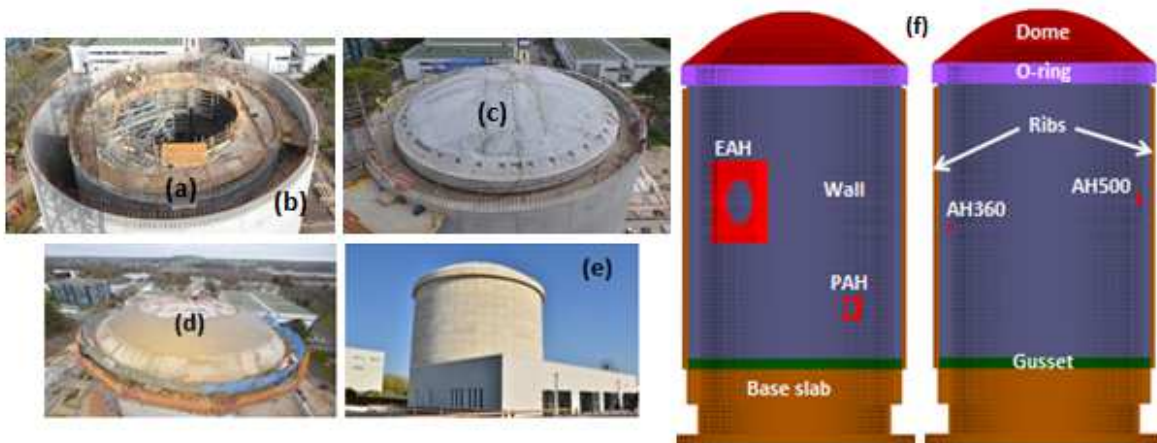 (a)
(b)
(c)
(d)
(e)
(f)
Dome
O-ring
Ribs
EAH
Wall
AH500
AH360
PAH
Gusset
Base slab